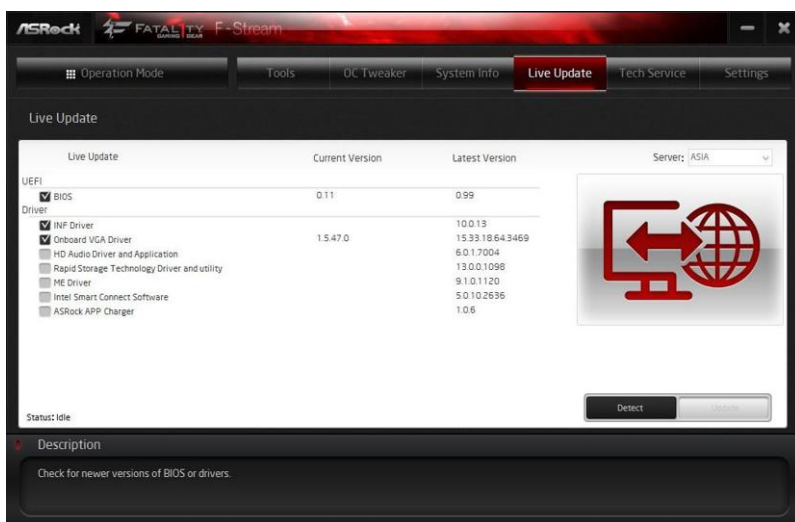 ASRock FATAL1TY GAMING GEAR F-Stream
Operation Mode Tools OC Tweaker System Info Live Update Tech Service Settings
Live Update
Live Update Current Version Latest Version Server: ASIA
UEFI
BIOS 0.11 0.99
Driver
INF Driver 10.0.13
Onboard VGA Driver 1.5.47.0 15.33.18.64.3469
HD Audio Driver and Application 6.0.1.7004
Rapid Storage Technology Driver and utility 13.0.0.1098
ME Driver 9.1.0.1120
Intel Smart Connect Software 5.0.10.2636
ASRock APP Charger 1.0.6
Status: Idle
Detect Update
Description
Check for newer versions of BIOS or drivers.